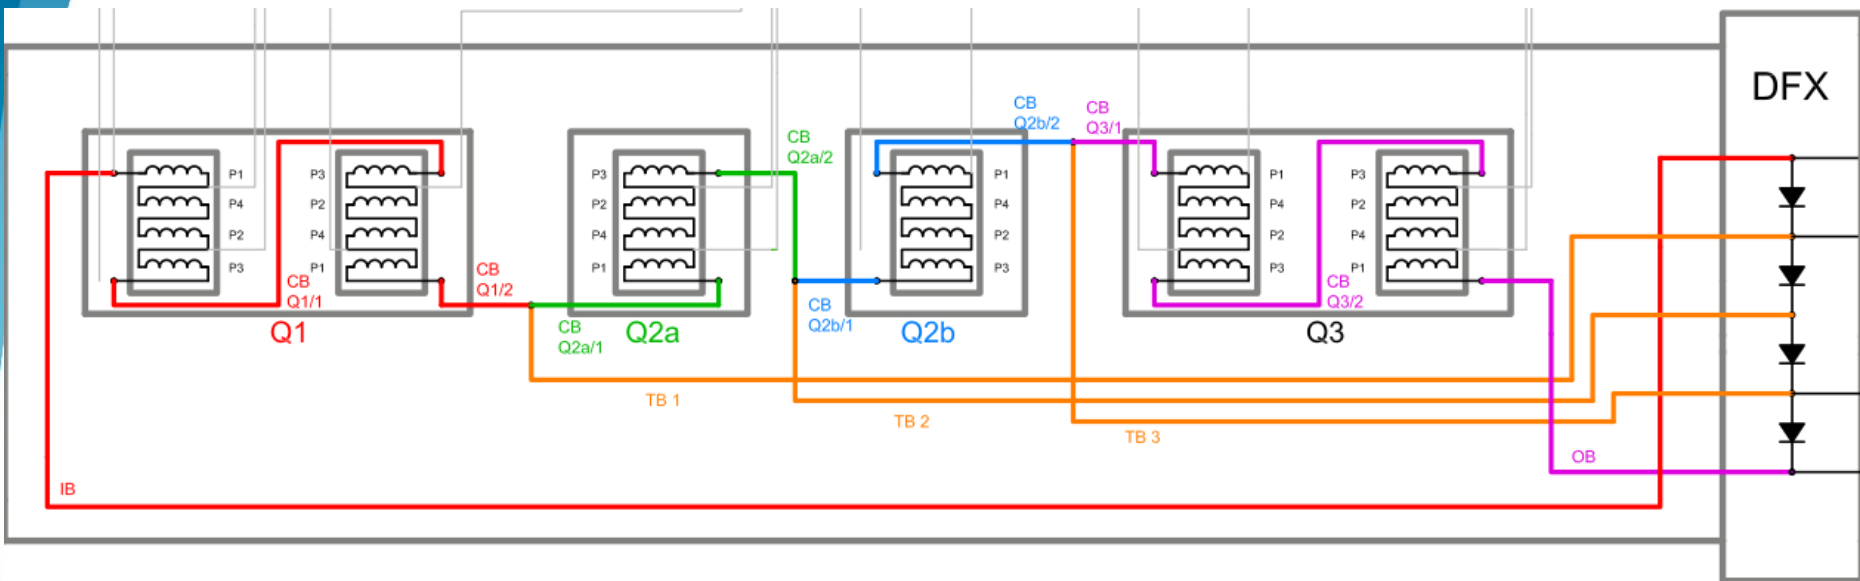 DFX
CB
Q2b/2
CB
Q3/1
CB
Q2a/2
P1
P4
P2
P3
P3
P2
P4
P1
P3
P2
P4
P1
P1
P4
P2
P3
P1
P4
P2
P3
P3
P2
P4
P1
CB
Q1/1
CB
Q1/2
CB
Q2a/1
CB
Q2b/1
CB
Q3/2
Q1
Q2a
Q2b
Q3
TB 1
TB 2
TB 3
OB
IB